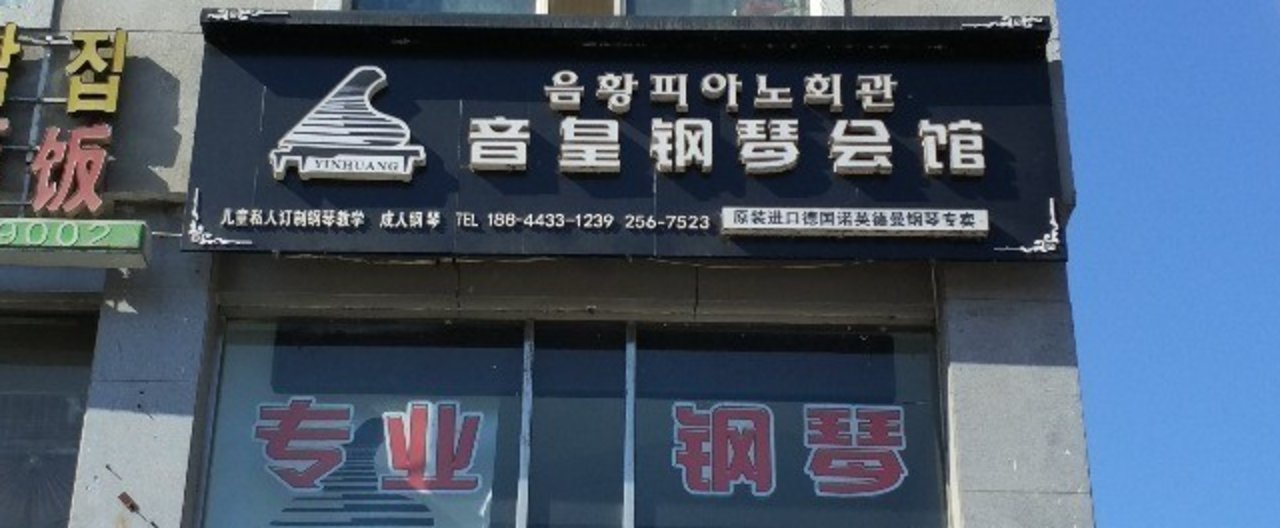 음황피아노회관
音皇钢琴会馆
YINHUANG
儿童私人订制钢琴教学 成人钢琴 TEL 188-4433-1239 256-7523
原装进口德国诺英德曼钢琴专卖
집
饭
9002
专业 钢琴